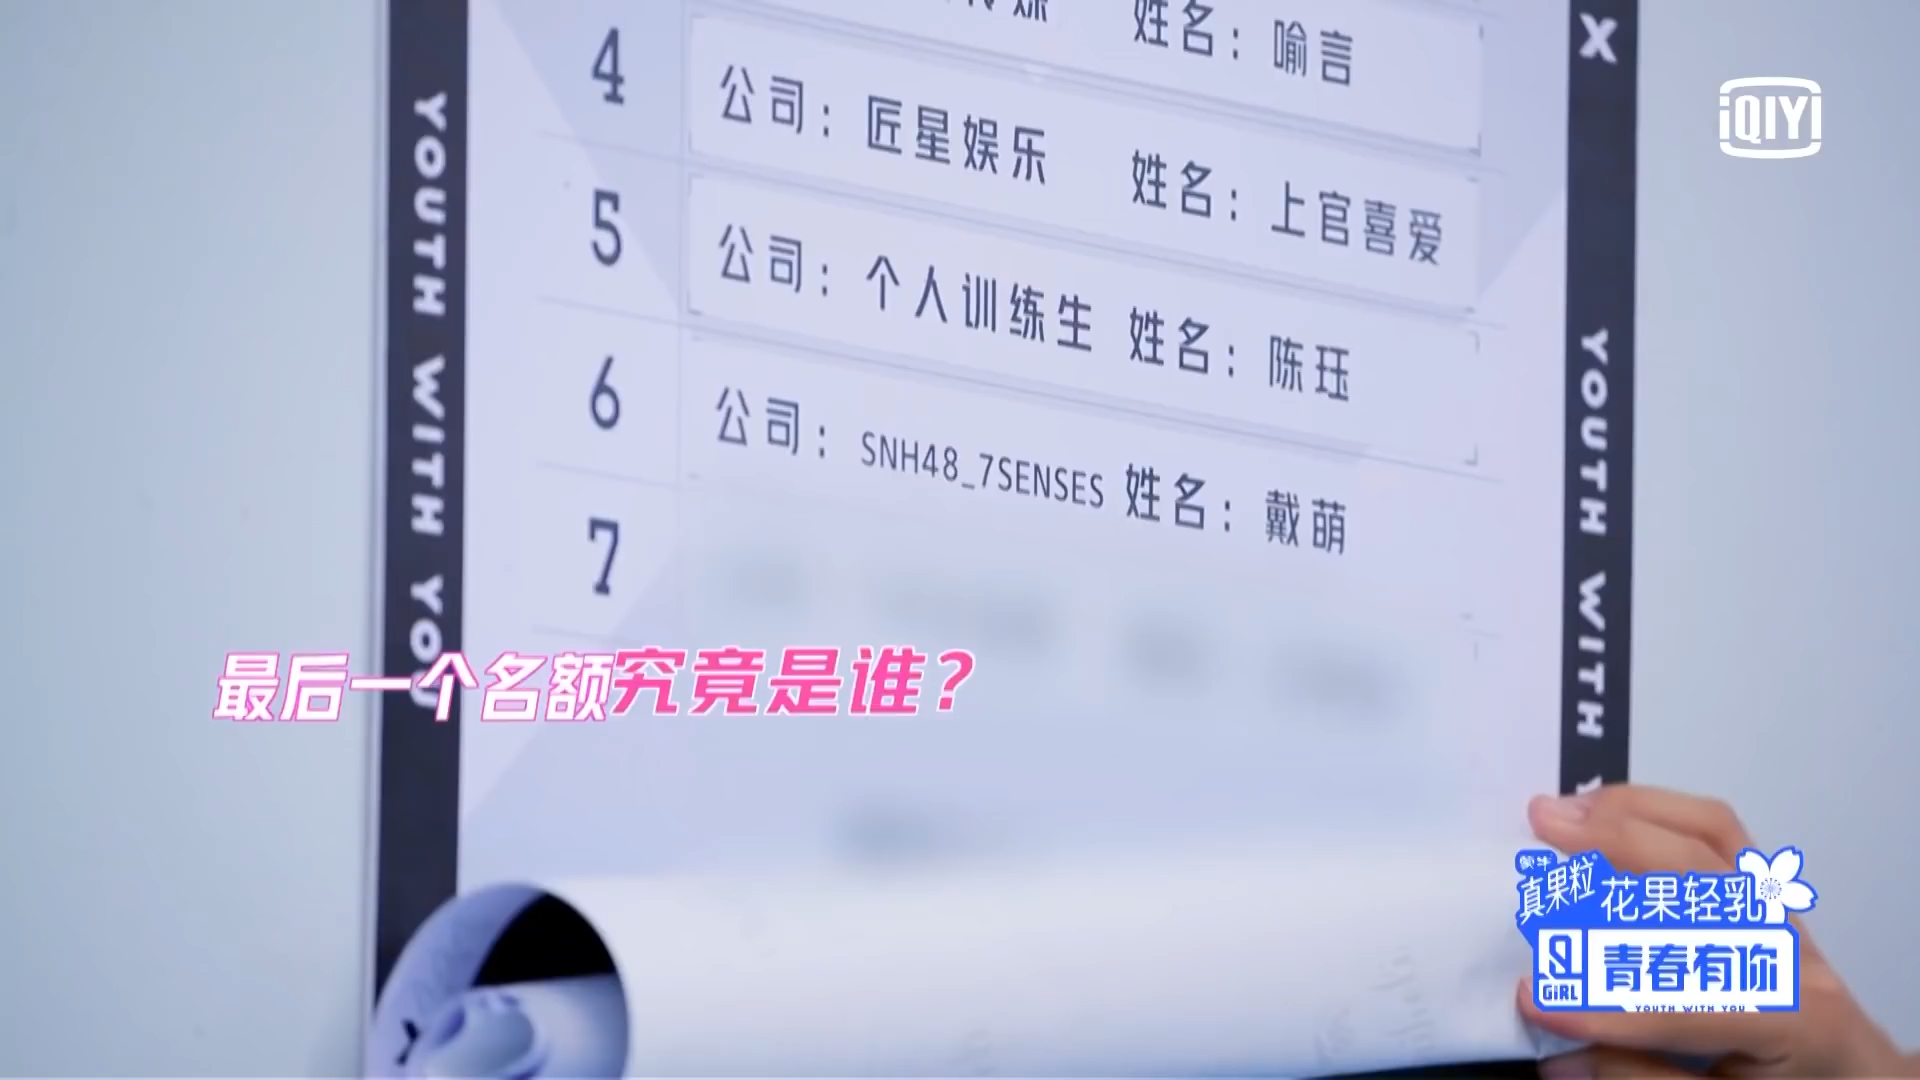 姓名：喻言
4
公司：匠星娱乐 姓名：上官喜爱
5
公司：个人训练生 姓名：陈珏
6
公司：SNH48_7SENSES 姓名：戴萌
7
YOUTH WITH YOU
X
YOUTH WITH
iQIYI
最后一个名额究竟是谁？
蒙牛
真果粒
花果轻乳
GIRL
青春有你
YOUTH WITH YOU